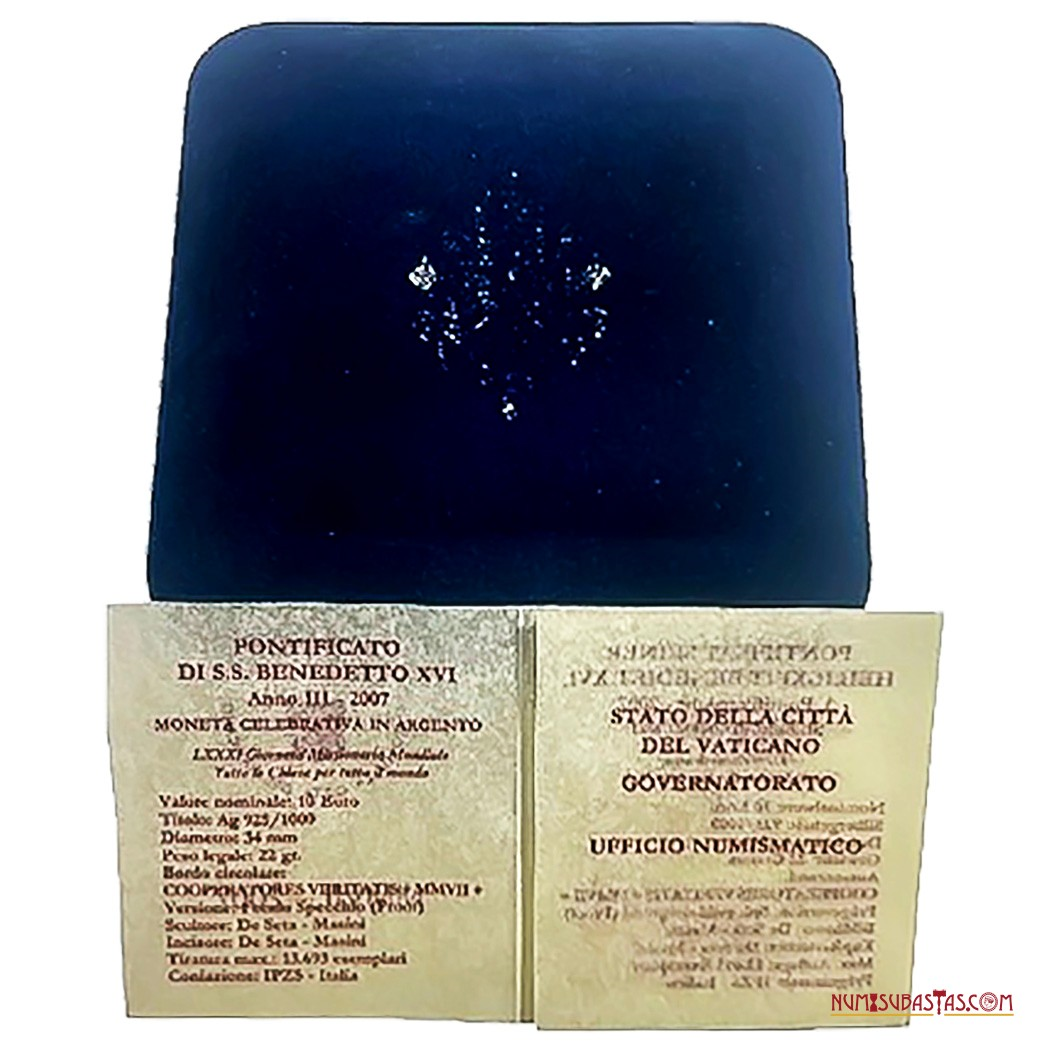 PONTIFICATO
DI S.S. BENEDETTO XVI
Anno III - 2007
MONETA CELEBRATIVA IN ARGENTO
LXXXI Giornata Missionaria Mondiale
Tutte le Chiese per tutto il mondo
Valore nominale: 10 Euro
Titolo: Ag 925/1000
Diametro: 34 mm
Peso legale: 22 gr.
Bordo circolare:
COOPERATORES VERITATIS * MMVII *
Versione: Fondo Specchio (Proof)
Scultore: De Seta - Masini
Incisore: De Seta - Masini
Tiratura max.: 13.693 esemplari
Coniazione: IPZS - Italia
STATO DELLA CITTÀ
DEL VATICANO
GOVERNATORATO
UFFICIO NUMISMATICO
NUMISUBASTAS.COM